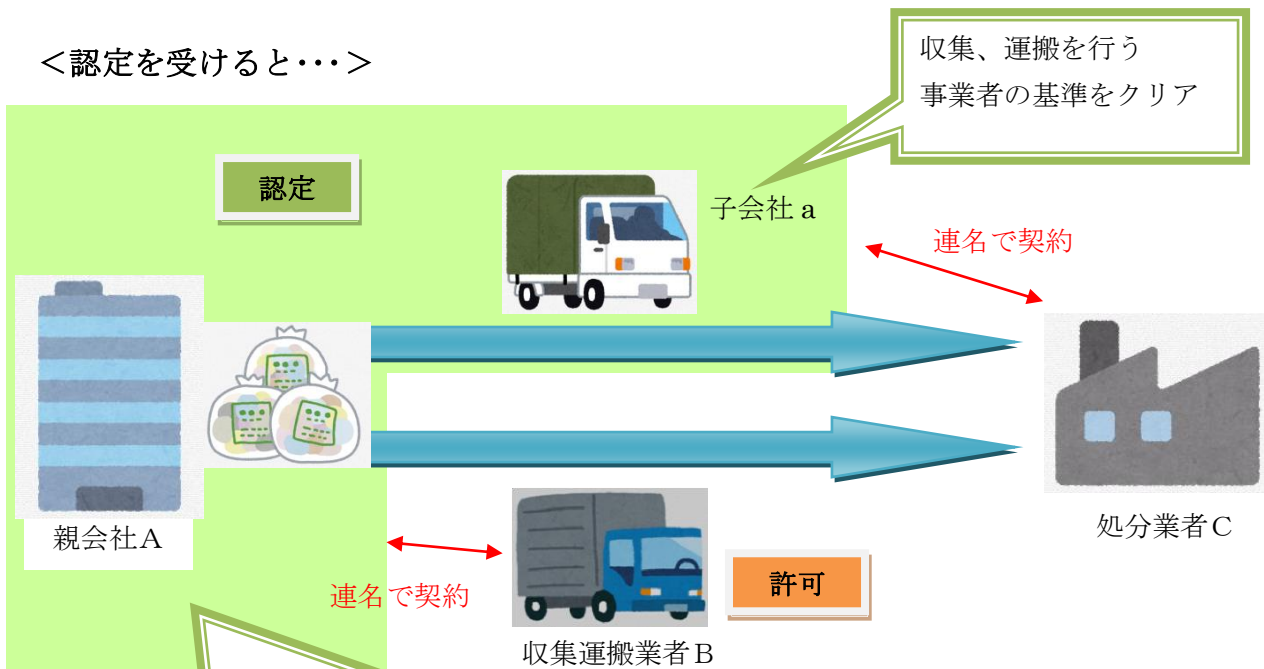 ＜認定を受けると･･･＞
収集、運搬を行う
事業者の基準をクリア
認定
子会社ａ
連名で契約
親会社Ａ
処分業者Ｃ
連名で契約
許可
収集運搬業者Ｂ